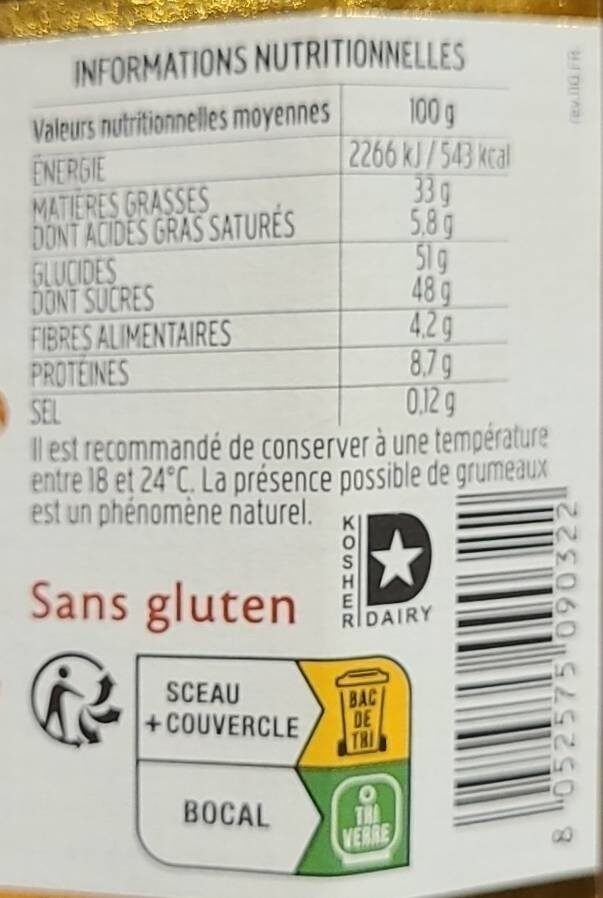 INFORMATIONS NUTRITIONNELLES
Valeurs nutritionnelles moyennes 100 g
ÉNERGIE 2266 kJ / 543 kcal
MATIÈRES GRASSES 33 g
DONT ACIDES GRAS SATURÉS 5,8 g
GLUCIDES 51 g
DONT SUCRES 48 g
FIBRES ALIMENTAIRES 4,2 g
PROTÉINES 8,7 g
SEL 0,12 g
Il est recommandé de conserver à une température
entre 18 et 24°C. La présence possible de grumeaux
est un phénomène naturel.
Sans gluten
KOSHER
D
DAIRY
SCEAU
+ COUVERCLE
BAC
DE
TRI
BOCAL
TRI
VERRE
8 052575 090322